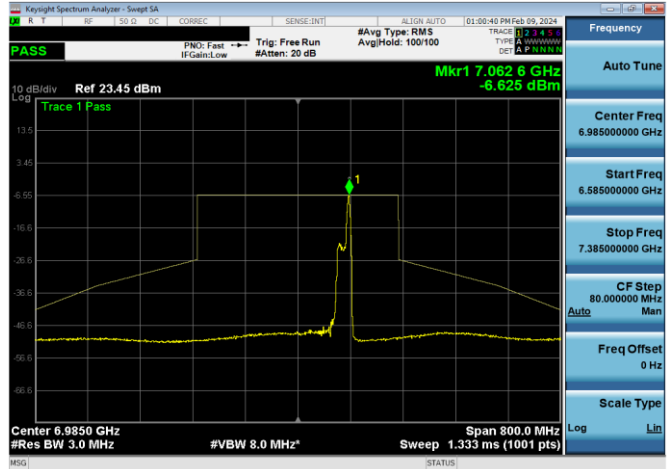 Keysight Spectrum Analyzer - Swept SA
R T RF 50 Ω DC CORREC SENSE:INT ALIGN AUTO 01:00:40 PM Feb 09, 2024
PASS
PNO: Fast
IFGain:Low
Trig: Free Run
#Atten: 20 dB
#Avg Type: RMS
Avg|Hold: 100/100
TRACE 1 2 3 4 5 6
TYPE A WWWWW
DET A P N N N N
Mkr1 7.062 6 GHz
-6.625 dBm
10 dB/div Ref 23.45 dBm
Log
Trace 1 Pass
13.5
3.45
-6.55
-16.6
-26.6
-36.6
-46.6
-56.6
-66.6
1
Center 6.9850 GHz Span 800.0 MHz
#Res BW 3.0 MHz #VBW 8.0 MHz* Sweep 1.333 ms (1001 pts)
MSG STATUS
Frequency
Auto Tune
Center Freq
6.985000000 GHz
Start Freq
6.585000000 GHz
Stop Freq
7.385000000 GHz
CF Step
80.000000 MHz
Auto Man
Freq Offset
0 Hz
Scale Type
Log Lin